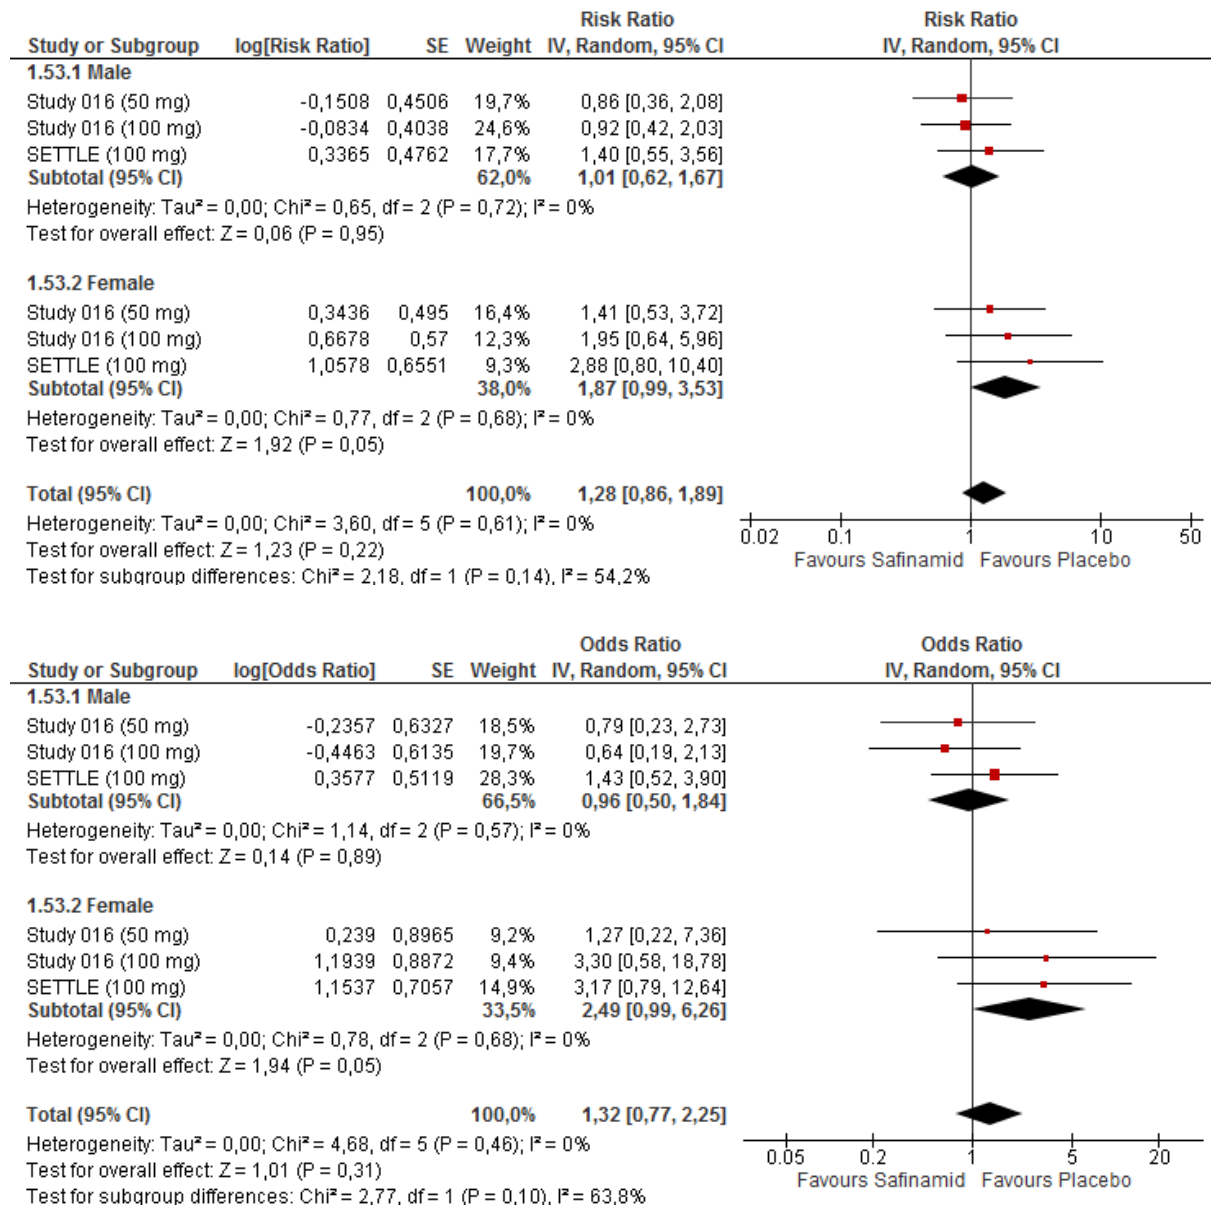 Risk Ratio Risk Ratio
Study or Subgroup log[Risk Ratio] SE Weight IV, Random, 95% CI IV, Random, 95% CI
1.53.1 Male
Study 016 (50 mg) -0,1508 0,4506 19,7% 0,86 [0,36, 2,08]
Study 016 (100 mg) -0,0834 0,4038 24,6% 0,92 [0,42, 2,03]
SETTLE (100 mg) 0,3365 0,4762 17,7% 1,40 [0,55, 3,56]
Subtotal (95% CI) 62,0% 1,01 [0,62, 1,67]
Heterogeneity: Tau² = 0,00; Chi² = 0,65, df = 2 (P = 0,72); I² = 0%
Test for overall effect: Z = 0,06 (P = 0,95)
1.53.2 Female
Study 016 (50 mg) 0,3436 0,495 16,4% 1,41 [0,53, 3,72]
Study 016 (100 mg) 0,6678 0,57 12,3% 1,95 [0,64, 5,96]
SETTLE (100 mg) 1,0578 0,6551 9,3% 2,88 [0,80, 10,40]
Subtotal (95% CI) 38,0% 1,87 [0,99, 3,53]
Heterogeneity: Tau² = 0,00; Chi² = 0,77, df = 2 (P = 0,68); I² = 0%
Test for overall effect: Z = 1,92 (P = 0,05)
Total (95% CI) 100,0% 1,28 [0,86, 1,89]
Heterogeneity: Tau² = 0,00; Chi² = 3,60, df = 5 (P = 0,61); I² = 0%
Test for overall effect: Z = 1,23 (P = 0,22)
Test for subgroup differences: Chi² = 2,18, df = 1 (P = 0,14), I² = 54,2%
0.02 0.1 1 10 50
Favours Safinamid Favours Placebo
Odds Ratio Odds Ratio
Study or Subgroup log[Odds Ratio] SE Weight IV, Random, 95% CI IV, Random, 95% CI
1.53.1 Male
Study 016 (50 mg) -0,2357 0,6327 18,5% 0,79 [0,23, 2,73]
Study 016 (100 mg) -0,4463 0,6135 19,7% 0,64 [0,19, 2,13]
SETTLE (100 mg) 0,3577 0,5119 28,3% 1,43 [0,52, 3,90]
Subtotal (95% CI) 66,5% 0,96 [0,50, 1,84]
Heterogeneity: Tau² = 0,00; Chi² = 1,14, df = 2 (P = 0,57); I² = 0%
Test for overall effect: Z = 0,14 (P = 0,89)
1.53.2 Female
Study 016 (50 mg) 0,239 0,8965 9,2% 1,27 [0,22, 7,36]
Study 016 (100 mg) 1,1939 0,8872 9,4% 3,30 [0,58, 18,78]
SETTLE (100 mg) 1,1537 0,7057 14,9% 3,17 [0,79, 12,64]
Subtotal (95% CI) 33,5% 2,49 [0,99, 6,26]
Heterogeneity: Tau² = 0,00; Chi² = 0,78, df = 2 (P = 0,68); I² = 0%
Test for overall effect: Z = 1,94 (P = 0,05)
Total (95% CI) 100,0% 1,32 [0,77, 2,25]
Heterogeneity: Tau² = 0,00; Chi² = 4,68, df = 5 (P = 0,46); I² = 0%
Test for overall effect: Z = 1,01 (P = 0,31)
Test for subgroup differences: Chi² = 2,77, df = 1 (P = 0,10), I² = 63,8%
0.05 0.2 1 5 20
Favours Safinamid Favours Placebo